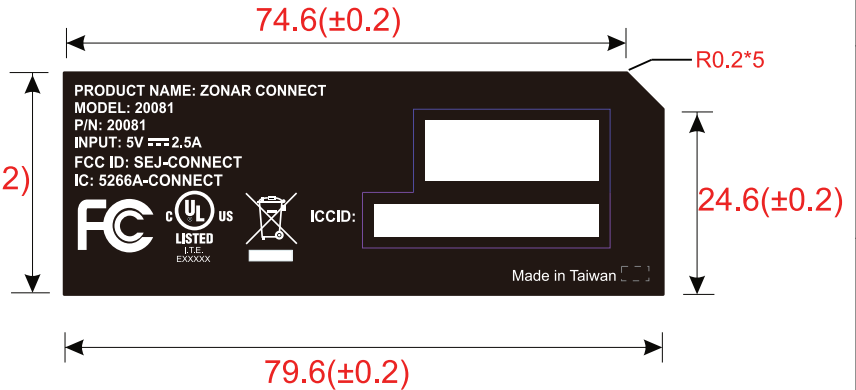 74.6(±0.2)
R0.2*5
PRODUCT NAME: ZONAR CONNECT
MODEL: 20081
P/N: 20081
INPUT: 5V ⎓ 2.5A
FCC ID: SEJ-CONNECT
IC: 5266A-CONNECT
2)
24.6(±0.2)
FC
C UL ® US
LISTED
I.T.E.
EXXXXX
ICCID:
Made in Taiwan
79.6(±0.2)